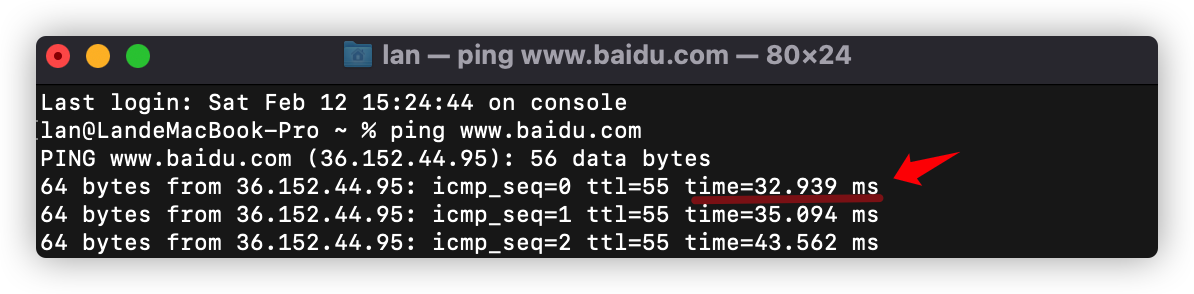 lan — ping www.baidu.com — 80×24
Last login: Sat Feb 12 15:24:44 on console
lan@LandeMacBook-Pro ~ % ping www.baidu.com
PING www.baidu.com (36.152.44.95): 56 data bytes
64 bytes from 36.152.44.95: icmp_seq=0 ttl=55 time=32.939 ms
64 bytes from 36.152.44.95: icmp_seq=1 ttl=55 time=35.094 ms
64 bytes from 36.152.44.95: icmp_seq=2 ttl=55 time=43.562 ms